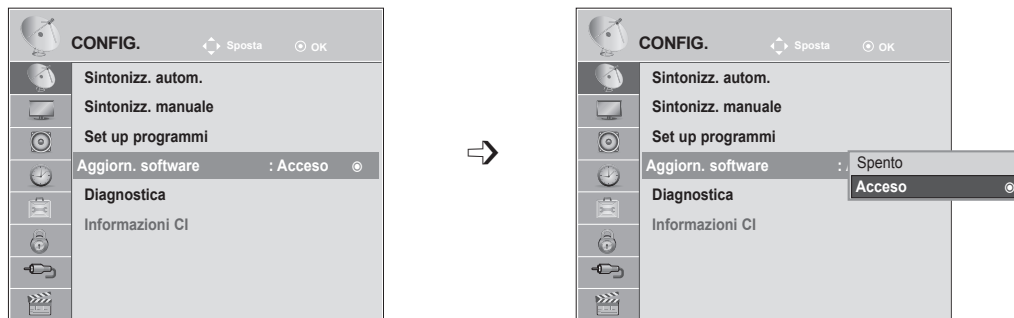 CONFIG. Sposta OK
Sintonizz. autom.
Sintonizz. manuale
Set up programmi
Aggiorn. software : Acceso
Diagnostica
Informazioni CI
CONFIG. Sposta OK
Sintonizz. autom.
Sintonizz. manuale
Set up programmi
Aggiorn. software :
Spento
Acceso
Diagnostica
Informazioni CI